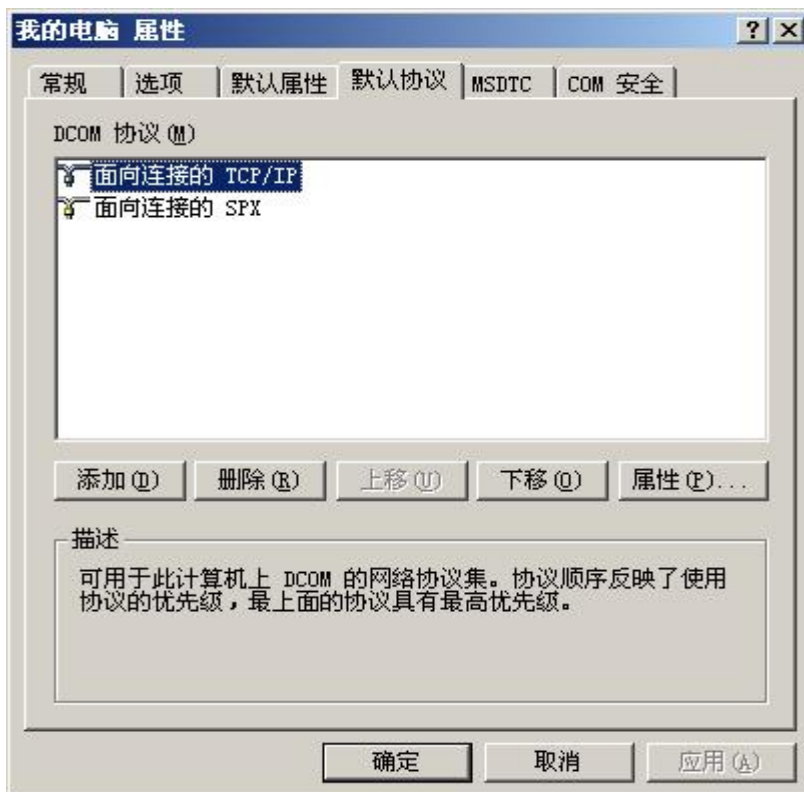 我的电脑 属性
常规 选项 默认属性 默认协议 MSDTC COM 安全
DCOM 协议(M)
面向连接的 TCP/IP
面向连接的 SPX
添加(D) 删除(R) 上移(U) 下移(O) 属性(P)...
描述
可用于此计算机上 DCOM 的网络协议集。协议顺序反映了使用
协议的优先级,最上面的协议具有最高优先级。
确定 取消 应用(A)